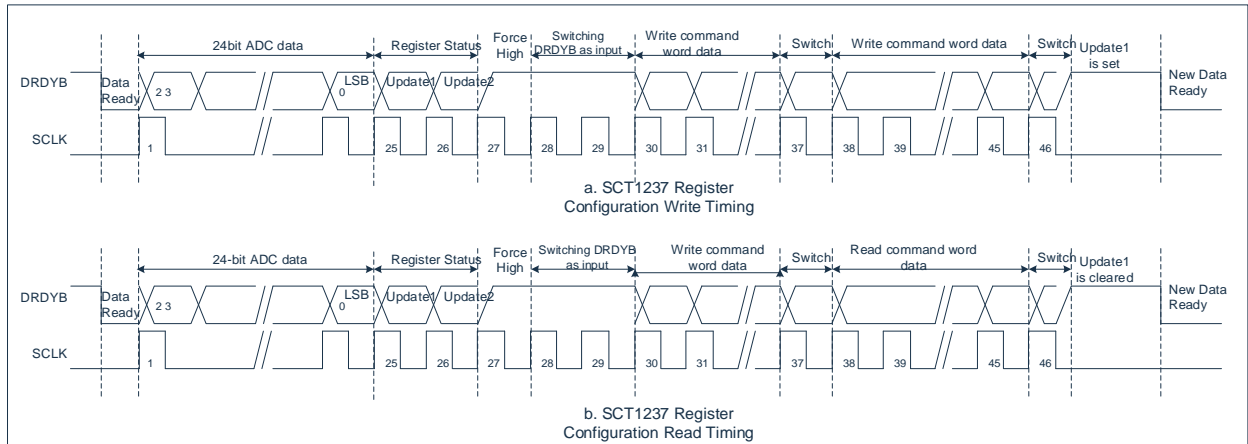 24bit ADC data
Register Status
Force
High
Switching
DRDYB as input
Write command
word data
Switch
Write command word data
Switch
Update1
is set
DRDYB
Data
Ready
2 3
LSB
0
Update1
Update2
New Data
Ready
SCLK
1
25
26
27
28
29
30
31
37
38
39
45
46
a. SCT1237 Register
Configuration Write Timing
24-bit ADC data
Register Status
Force
High
Switching DRDYB
as input
Write command
word data
Switch
Read command word
data
Switch
Update1
is cleared
DRDYB
Data
Ready
2 3
LSB
0
Update1
Update2
New Data
Ready
SCLK
1
25
26
27
28
29
30
31
37
38
39
45
46
b. SCT1237 Register
Configuration Read Timing